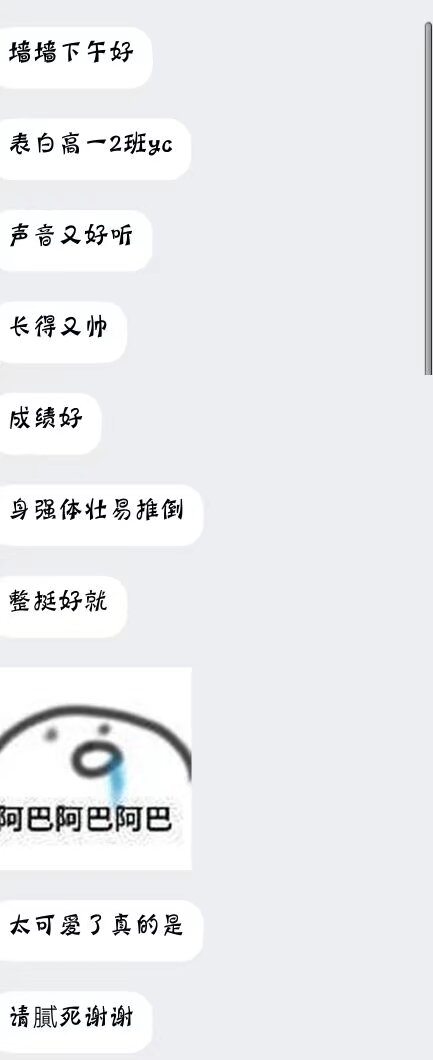 墙墙下午好
表白高一2班yc
声音又好听
长得又帅
成绩好
身强体壮易推倒
整挺好就
阿巴阿巴阿巴
太可爱了真的是
请膩死谢谢